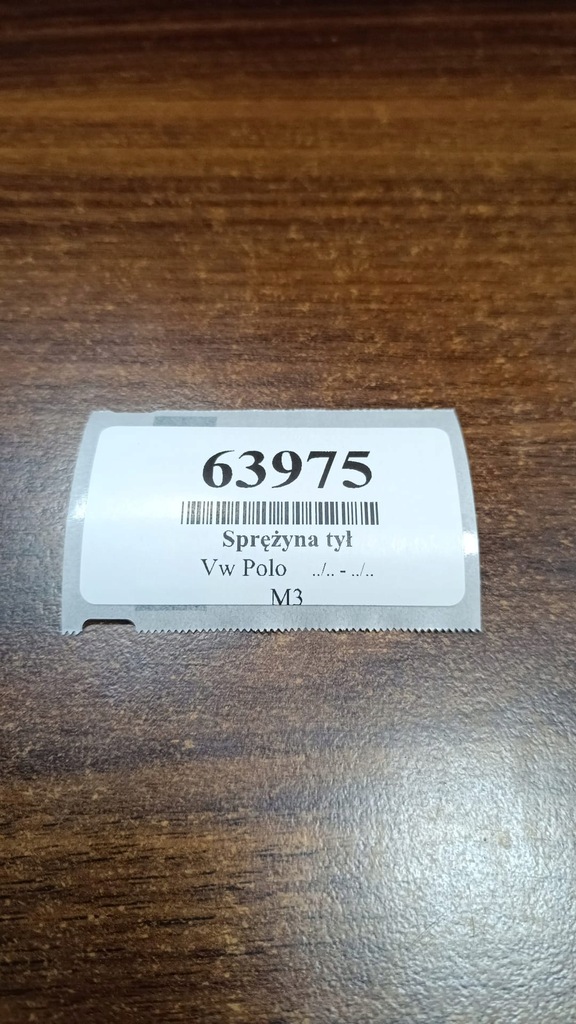 63975
Sprężyna tył
Vw Polo ../.. - ../..
M3